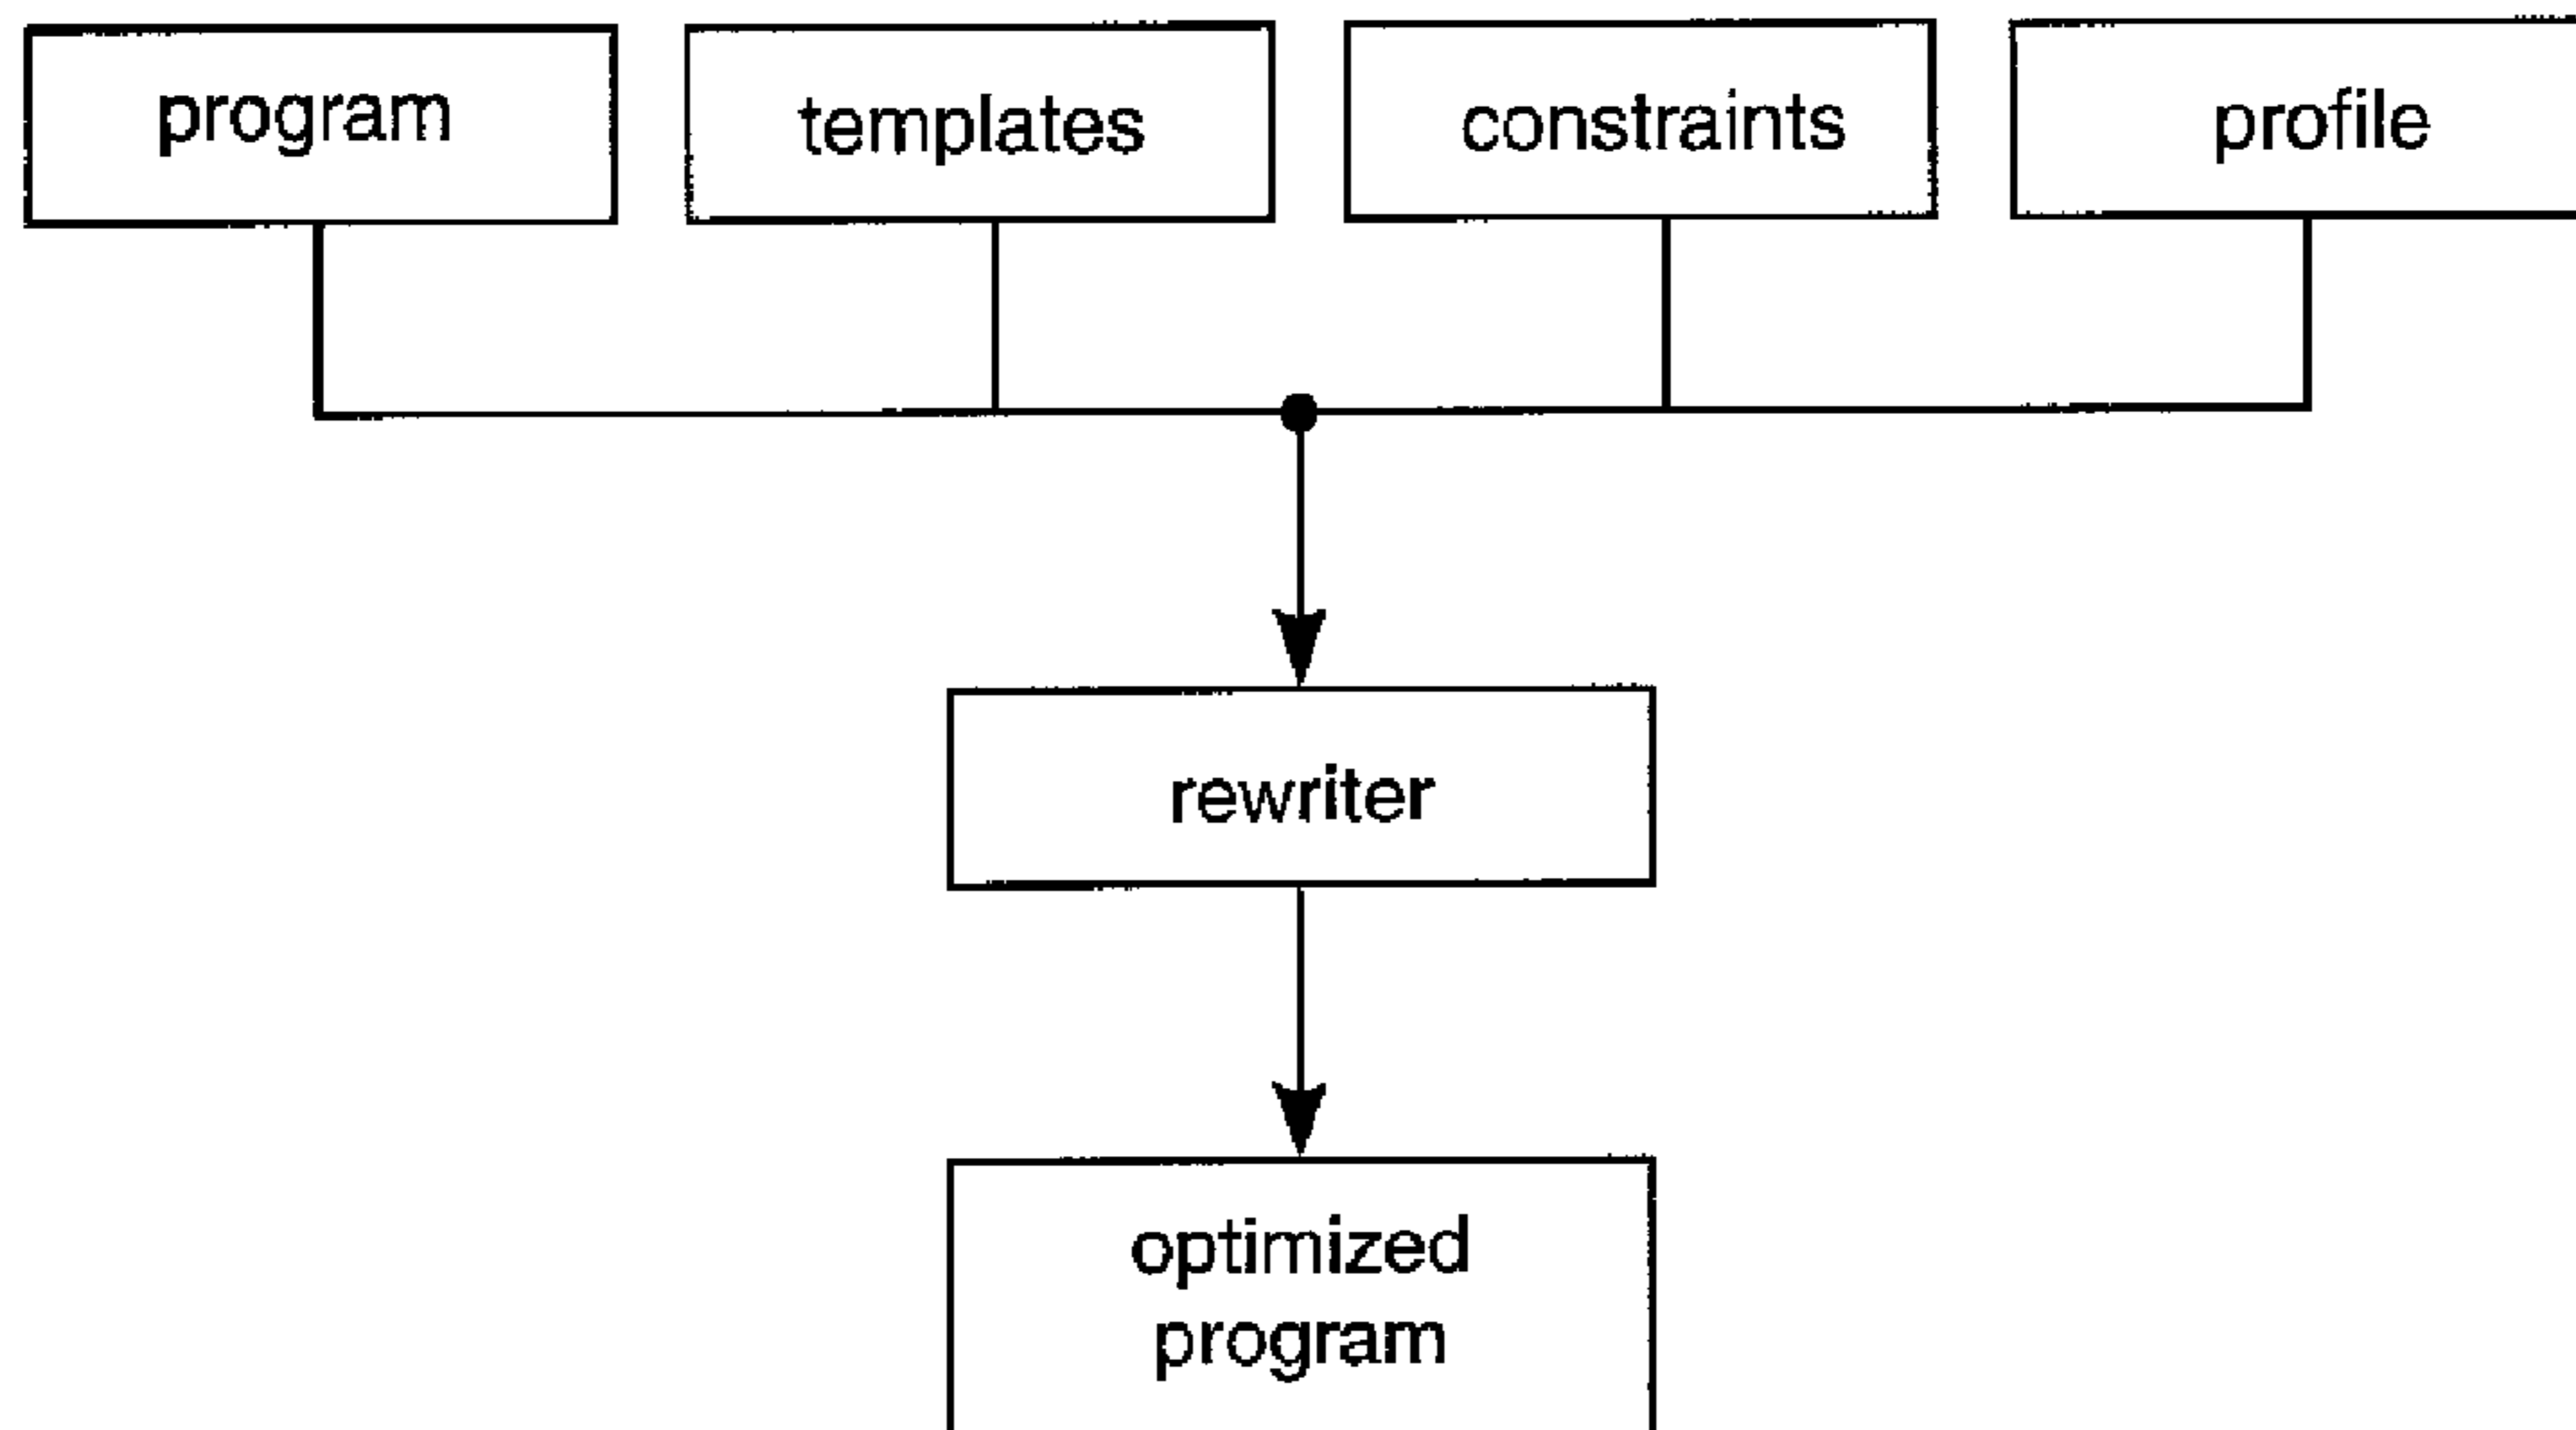 program
templates
constraints
profile
rewriter
optimized
program